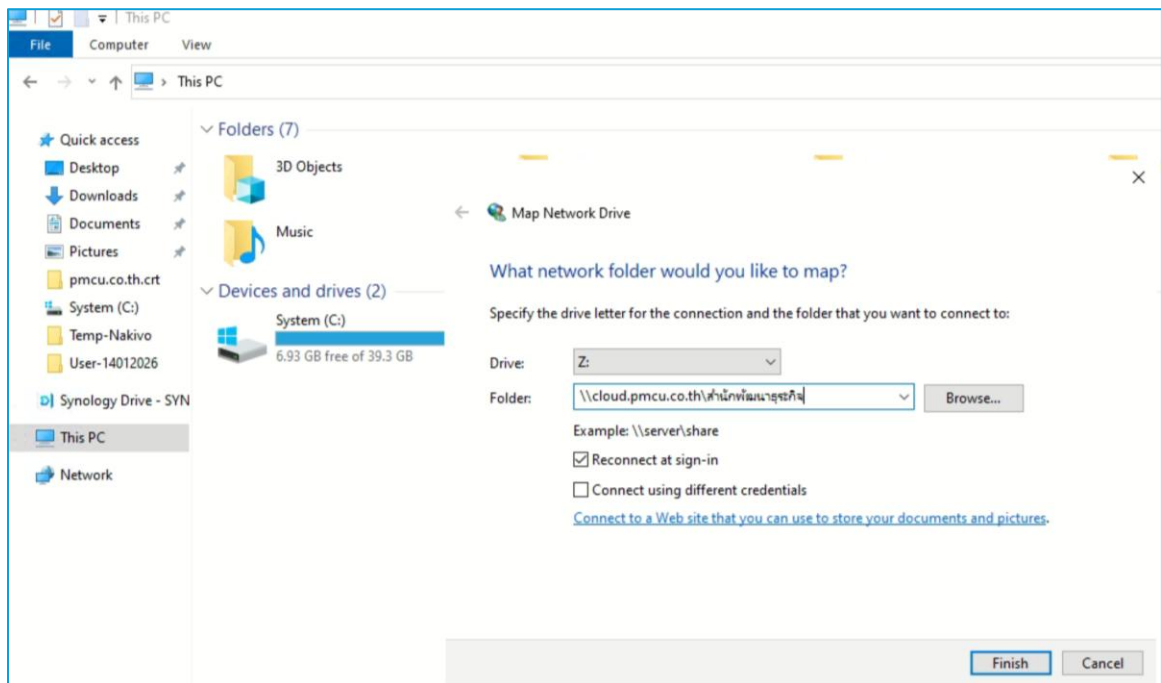 This PC
File Computer View
This PC
Quick access
Desktop
Downloads
Documents
Pictures
pmcu.co.th.crt
System (C:)
Temp-Nakivo
User-14012026
Synology Drive - SYN
This PC
Network
Folders (7)
3D Objects
Music
Devices and drives (2)
System (C:)
6.93 GB free of 39.3 GB
Map Network Drive
What network folder would you like to map?
Specify the drive letter for the connection and the folder that you want to connect to:
Drive: Z:
Folder: \\cloud.pmcu.co.th\สำนักพัฒนาธุรกิจ Browse...
Example: \\server\share
Reconnect at sign-in
Connect using different credentials
Connect to a Web site that you can use to store your documents and pictures.
Finish Cancel